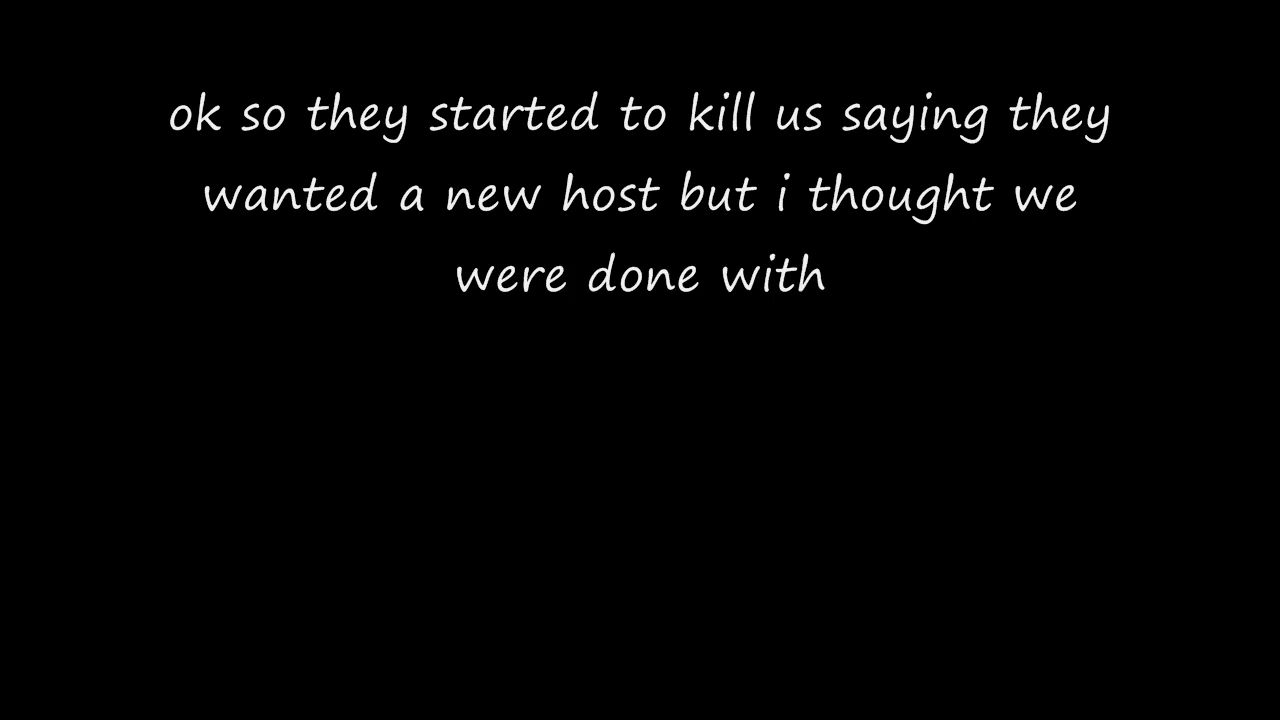 ok so they started to kill us saying they
wanted a new host but i thought we
were done with